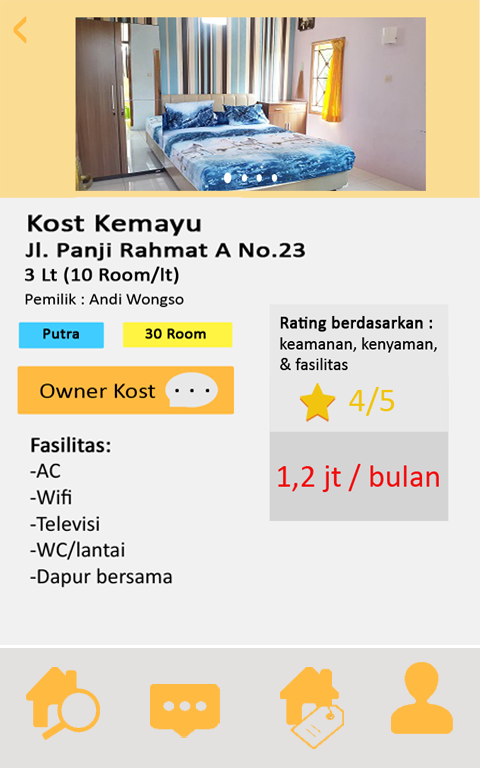 Kost Kemayu
Jl. Panji Rahmat A No.23
3 Lt (10 Room/lt)
Pemilik : Andi Wongso
Putra
30 Room
Owner Kost
Rating berdasarkan :
keamanan, kenyaman,
& fasilitas
4/5
1,2 jt / bulan
Fasilitas:
-AC
-Wifi
-Televisi
-WC/lantai
-Dapur bersama